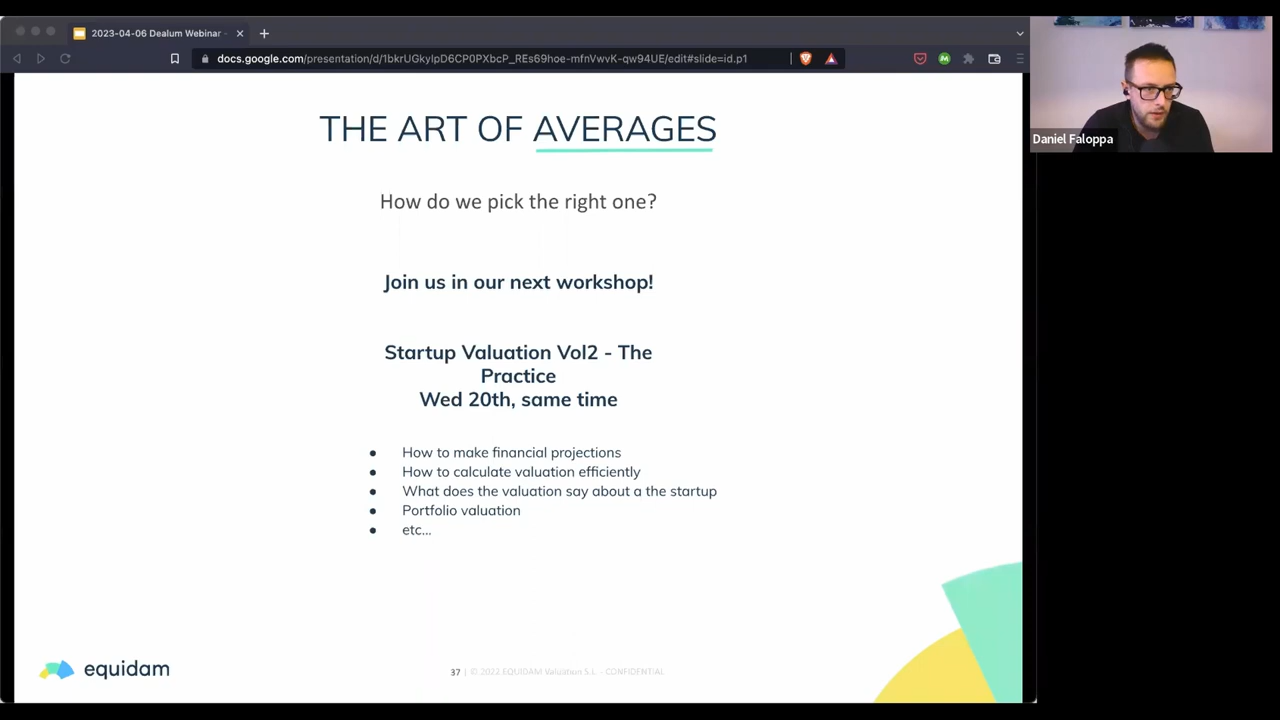 2023-04-06 Dealum Webinar -
docs.google.com/presentation/d/1bkrUGkylpD6CP0PXbcP_REs69hoe-mfnVwvK-qw94UE/edit#slide=id.p1
Daniel Faloppa
THE ART OF AVERAGES
How do we pick the right one?
Join us in our next workshop!
Startup Valuation Vol2 - The
Practice
Wed 20th, same time
● How to make financial projections
● How to calculate valuation efficiently
● What does the valuation say about a the startup
● Portfolio valuation
● etc...
equidam
37 | © 2022 EQUIDAM Valuation S.L. - CONFIDENTIAL